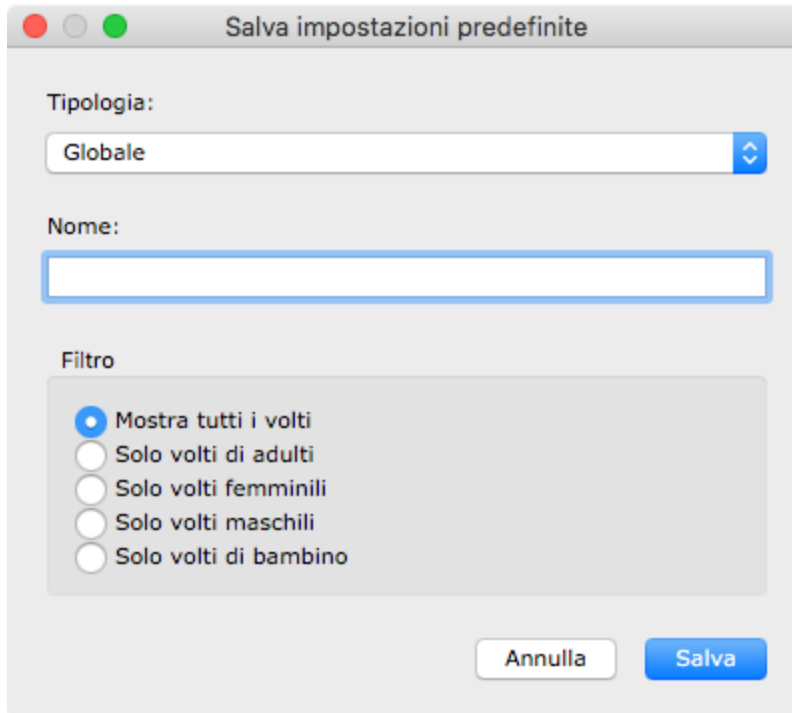 Salva impostazioni predefinite
Tipologia:
Globale
Nome:
Filtro
Mostra tutti i volti
Solo volti di adulti
Solo volti femminili
Solo volti maschili
Solo volti di bambino
Annulla
Salva